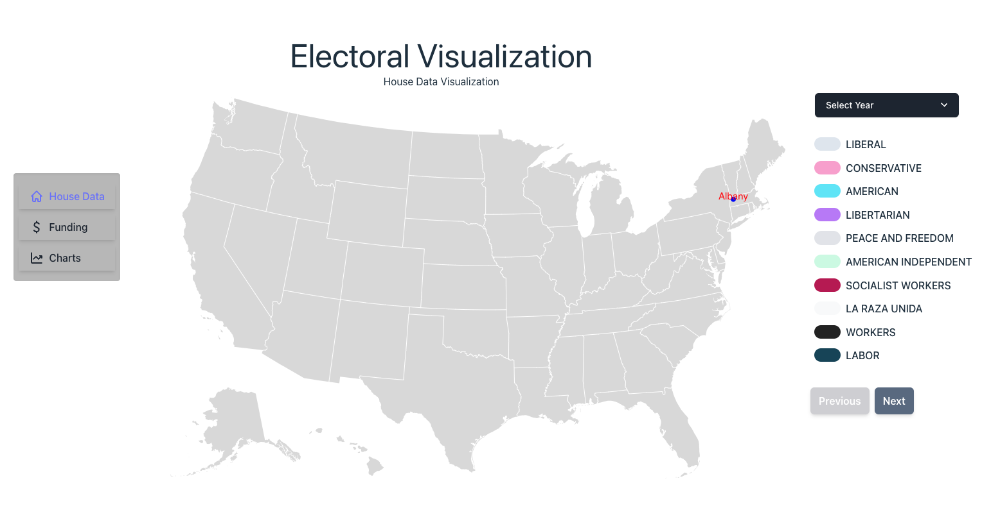 Electoral Visualization
House Data Visualization
House Data
Funding
Charts
Albany
Select Year
LIBERAL
CONSERVATIVE
AMERICAN
LIBERTARIAN
PEACE AND FREEDOM
AMERICAN INDEPENDENT
SOCIALIST WORKERS
LA RAZA UNIDA
WORKERS
LABOR
Previous
Next